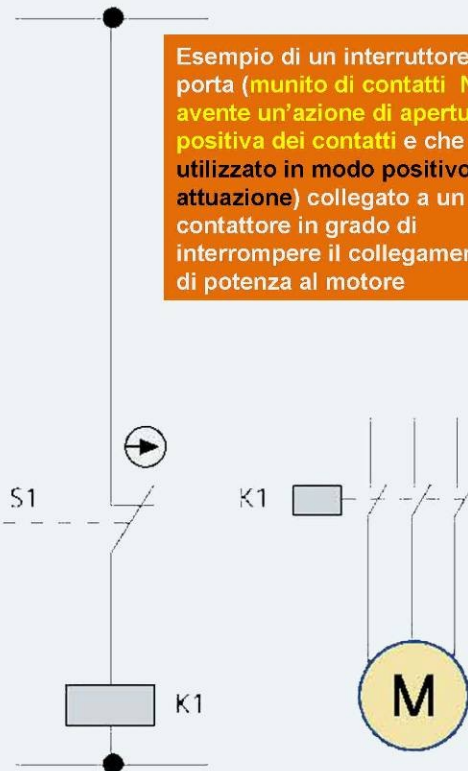 Esempio di un interruttore
porta (munito di contatti N
avente un'azione di apertu
positiva dei contatti e che
utilizzato in modo positivo
attuazione) collegato a un
contattore in grado di
interrompere il collegamen
di potenza al motore
S1
K1
K1
M